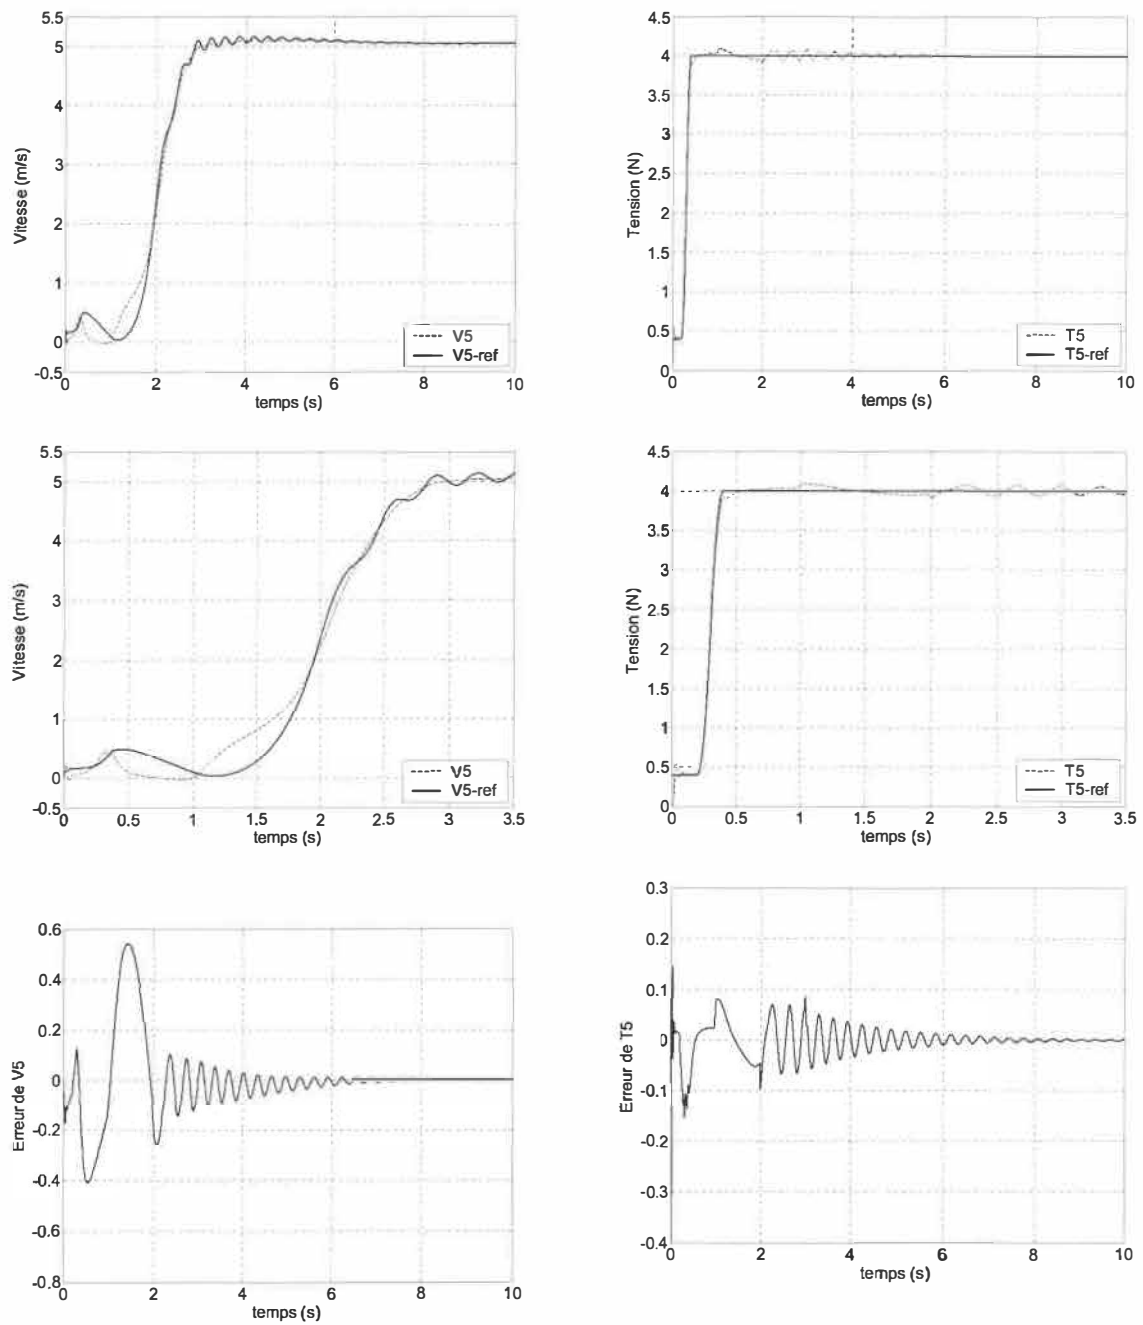 5.5
5
4
3
2
1
0
-0.5
Vitesse (m/s)
V5
V5-ref
0 2 4 6 8 10
temps (s)
4.5
4
3.5
3
2.5
2
1.5
1
0.5
0
Tension (N)
T5
T5-ref
0 2 4 6 8 10
temps (s)
5.5
5
4
3
2
1
0
-0.5
Vitesse (m/s)
V5
V5-ref
0 0.5 1 1.5 2 2.5 3 3.5
temps (s)
4.5
4
3.5
3
2.5
2
1.5
1
0.5
0
Tension (N)
T5
T5-ref
0 0.5 1 1.5 2 2.5 3 3.5
temps (s)
0.6
0.4
0.2
0
-0.2
-0.4
-0.6
-0.8
Erreur de V5
0 2 4 6 8 10
temps (s)
0.3
0.2
0.1
0
-0.1
-0.2
-0.3
-0.4
Erreur de T5
0 2 4 6 8 10
temps (s)